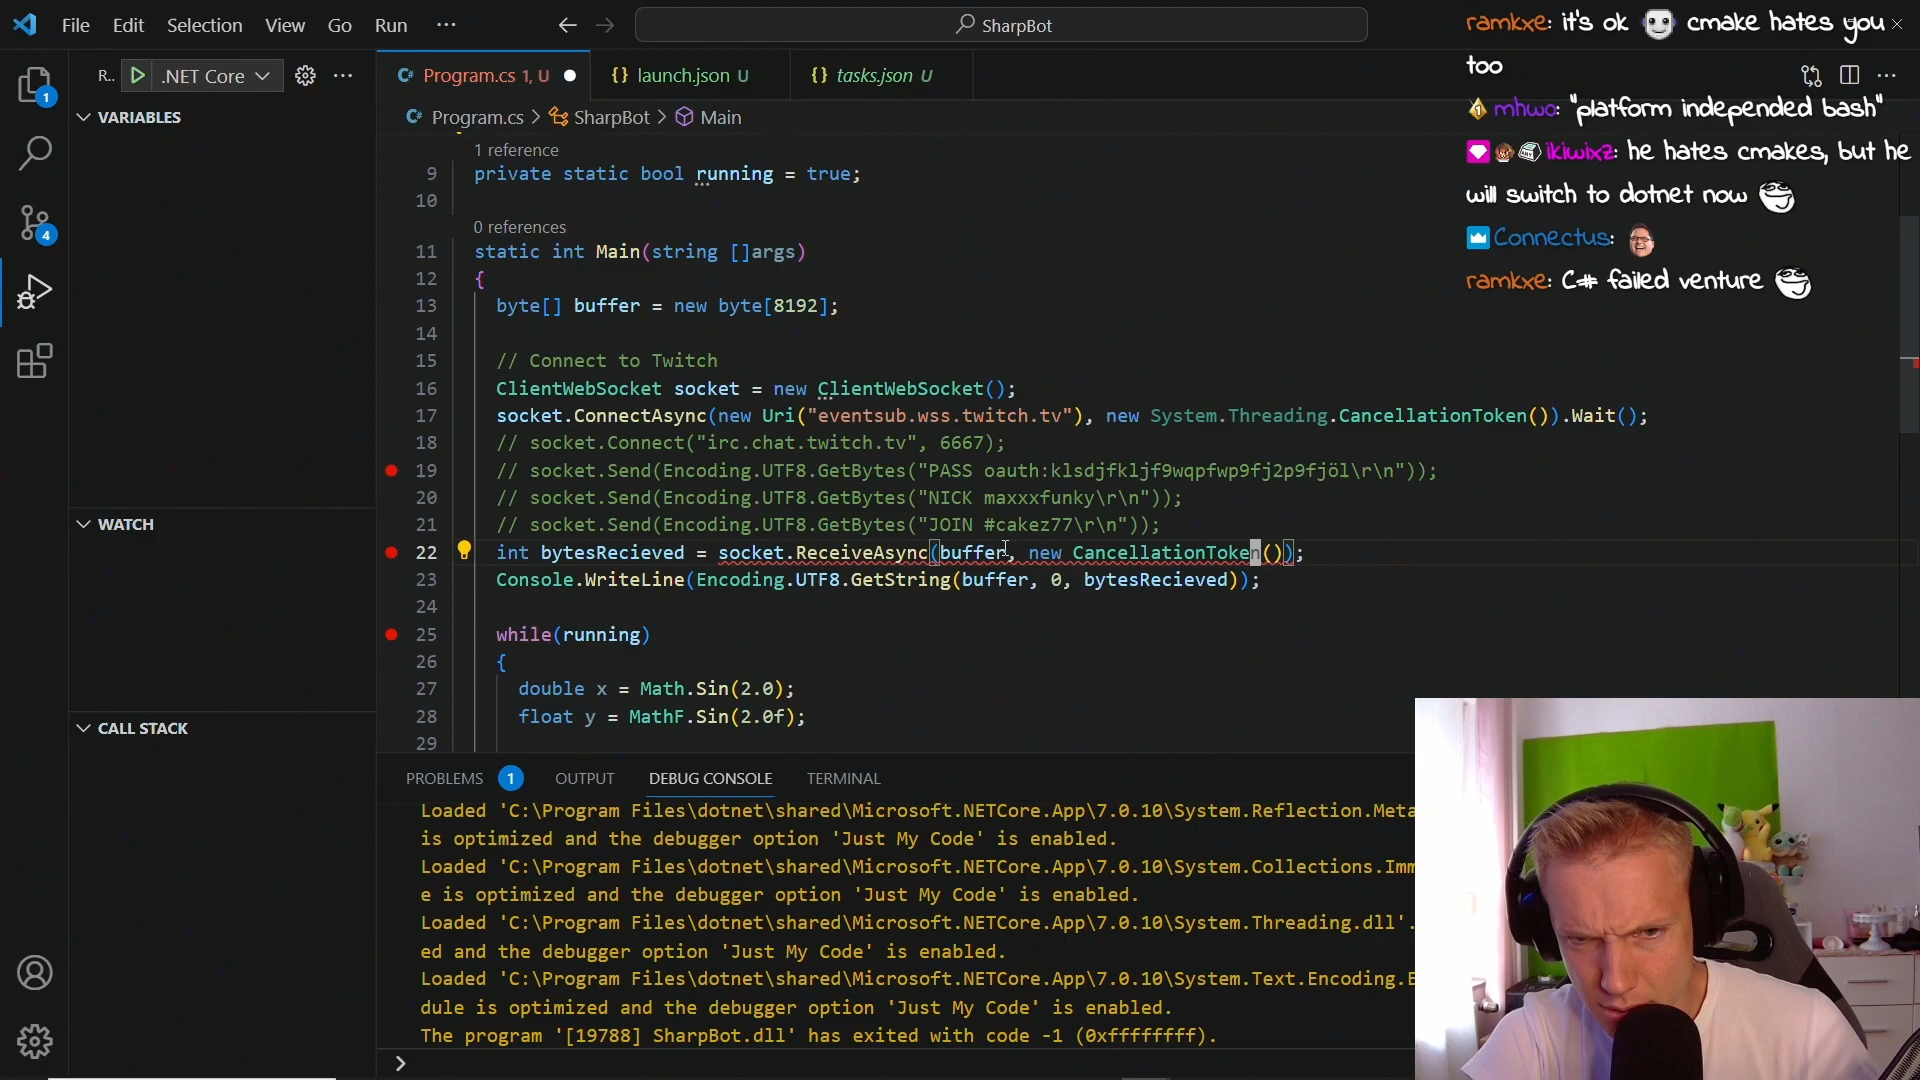 File Edit Selection View Go Run ··· SharpBot
R.. .NET Core ···
Program.cs 1, U launch.json U tasks.json U
Program.cs > SharpBot > Main
VARIABLES
WATCH
CALL STACK
1
4
1 reference
9 private static bool running = true;
10
0 references
11 static int Main(string []args)
12 {
13 byte[] buffer = new byte[8192];
14
15 // Connect to Twitch
16 ClientWebSocket socket = new ClientWebSocket();
17 socket.ConnectAsync(new Uri("eventsub.wss.twitch.tv"), new System.Threading.CancellationToken()).Wait();
18 // socket.Connect("irc.chat.twitch.tv", 6667);
19 // socket.Send(Encoding.UTF8.GetBytes("PASS oauth:klsdjfkljf9wqpfwp9fj2p9fjöl\r\n"));
20 // socket.Send(Encoding.UTF8.GetBytes("NICK maxxxfunky\r\n"));
21 // socket.Send(Encoding.UTF8.GetBytes("JOIN #cakez77\r\n"));
22 int bytesRecieved = socket.ReceiveAsync(buffer, new CancellationToken());
23 Console.WriteLine(Encoding.UTF8.GetString(buffer, 0, bytesRecieved));
24
25 while(running)
26 {
27 double x = Math.Sin(2.0);
28 float y = MathF.Sin(2.0f);
29
PROBLEMS 1 OUTPUT DEBUG CONSOLE TERMINAL
Loaded 'C:\Program Files\dotnet\shared\Microsoft.NETCore.App\7.0.10\System.Reflection.Meta
is optimized and the debugger option 'Just My Code' is enabled.
Loaded 'C:\Program Files\dotnet\shared\Microsoft.NETCore.App\7.0.10\System.Collections.Imm
e is optimized and the debugger option 'Just My Code' is enabled.
Loaded 'C:\Program Files\dotnet\shared\Microsoft.NETCore.App\7.0.10\System.Threading.dll'.
ed and the debugger option 'Just My Code' is enabled.
Loaded 'C:\Program Files\dotnet\shared\Microsoft.NETCore.App\7.0.10\System.Text.Encoding.E
dule is optimized and the debugger option 'Just My Code' is enabled.
The program '[19788] SharpBot.dll' has exited with code -1 (0xffffffff).
>
ramkxe: it's ok cmake hates you
too
mhwo: "platform independed bash"
ikiwixz: he hates cmakes, but he
will switch to dotnet now
Connectus:
ramkxe: C# failed venture